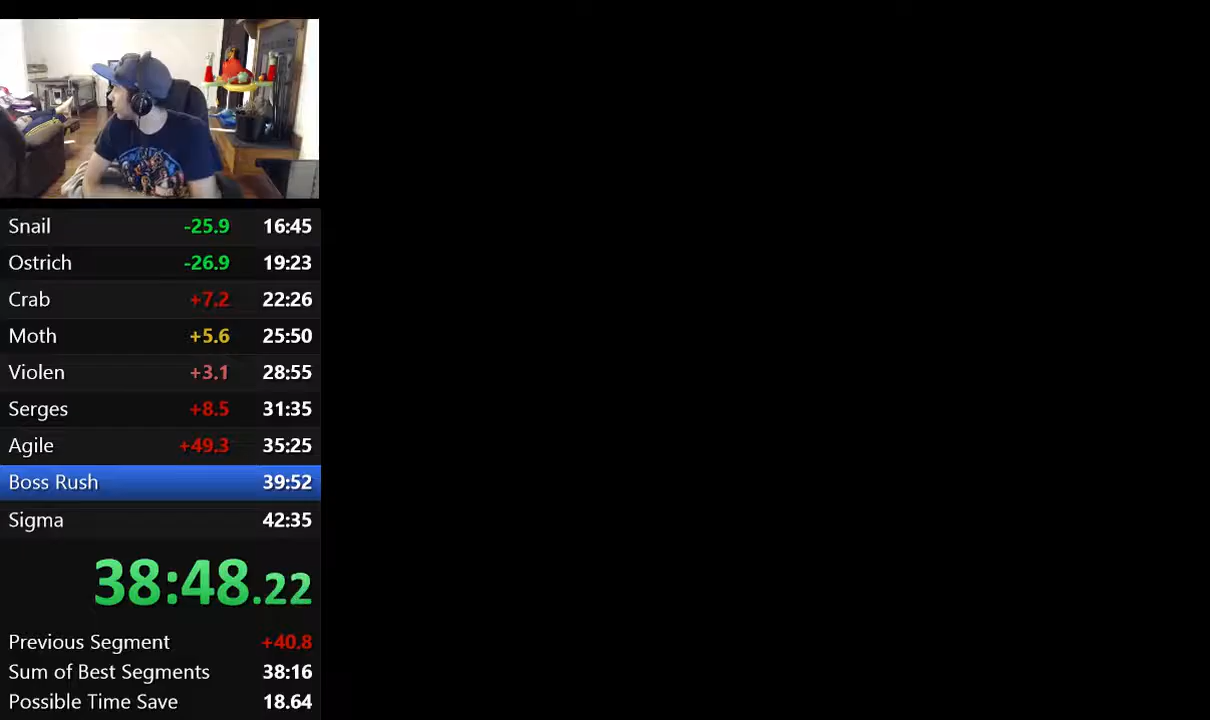 Snail -25.9 16:45
Ostrich -26.9 19:23
Crab +7.2 22:26
Moth +5.6 25:50
Violen +3.1 28:55
Serges +8.5 31:35
Agile +49.3 35:25
Boss Rush 39:52
Sigma 42:35
38:48.22
Previous Segment +40.8
Sum of Best Segments 38:16
Possible Time Save 18.64